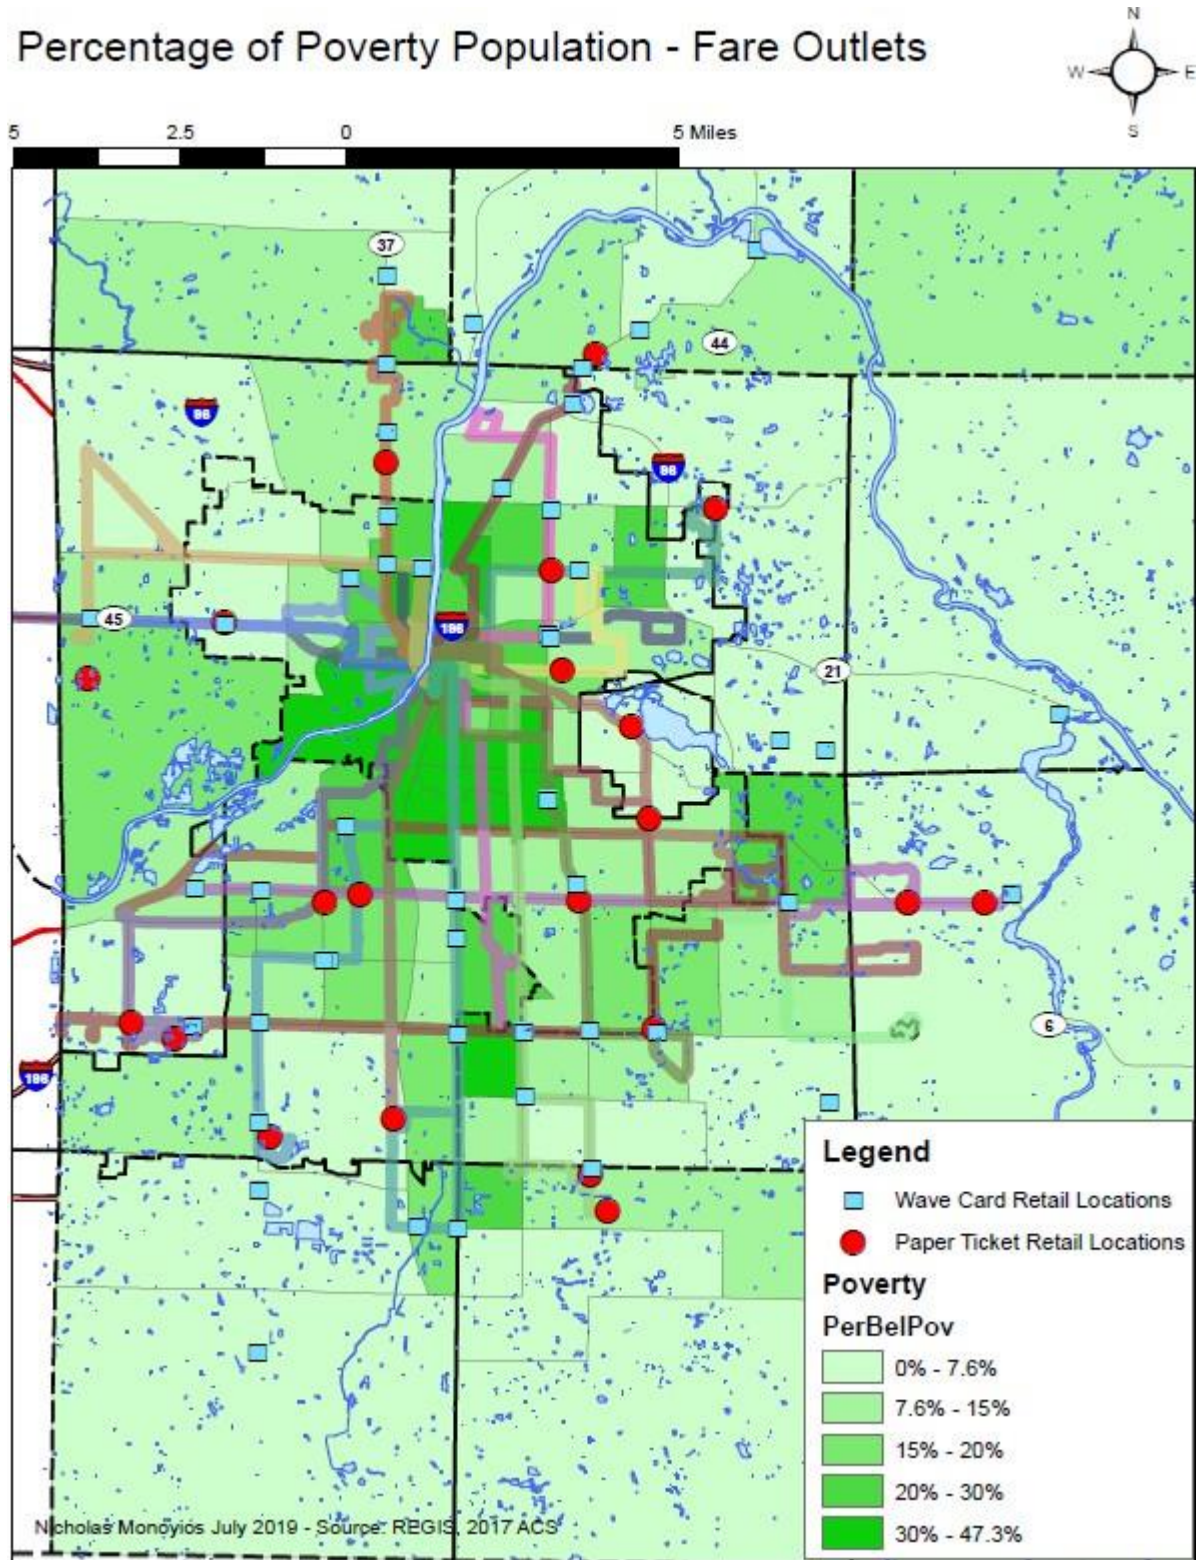 Percentage of Poverty Population - Fare Outlets
N
W E
S
5 2.5 0 5 Miles
37
44
96
96
45
196
21
6
196
Legend
Wave Card Retail Locations
Paper Ticket Retail Locations
Poverty
PerBelPov
0% - 7.6%
7.6% - 15%
15% - 20%
20% - 30%
30% - 47.3%
Nicholas Monoyios July 2019 - Source: REGIS, 2017 ACS